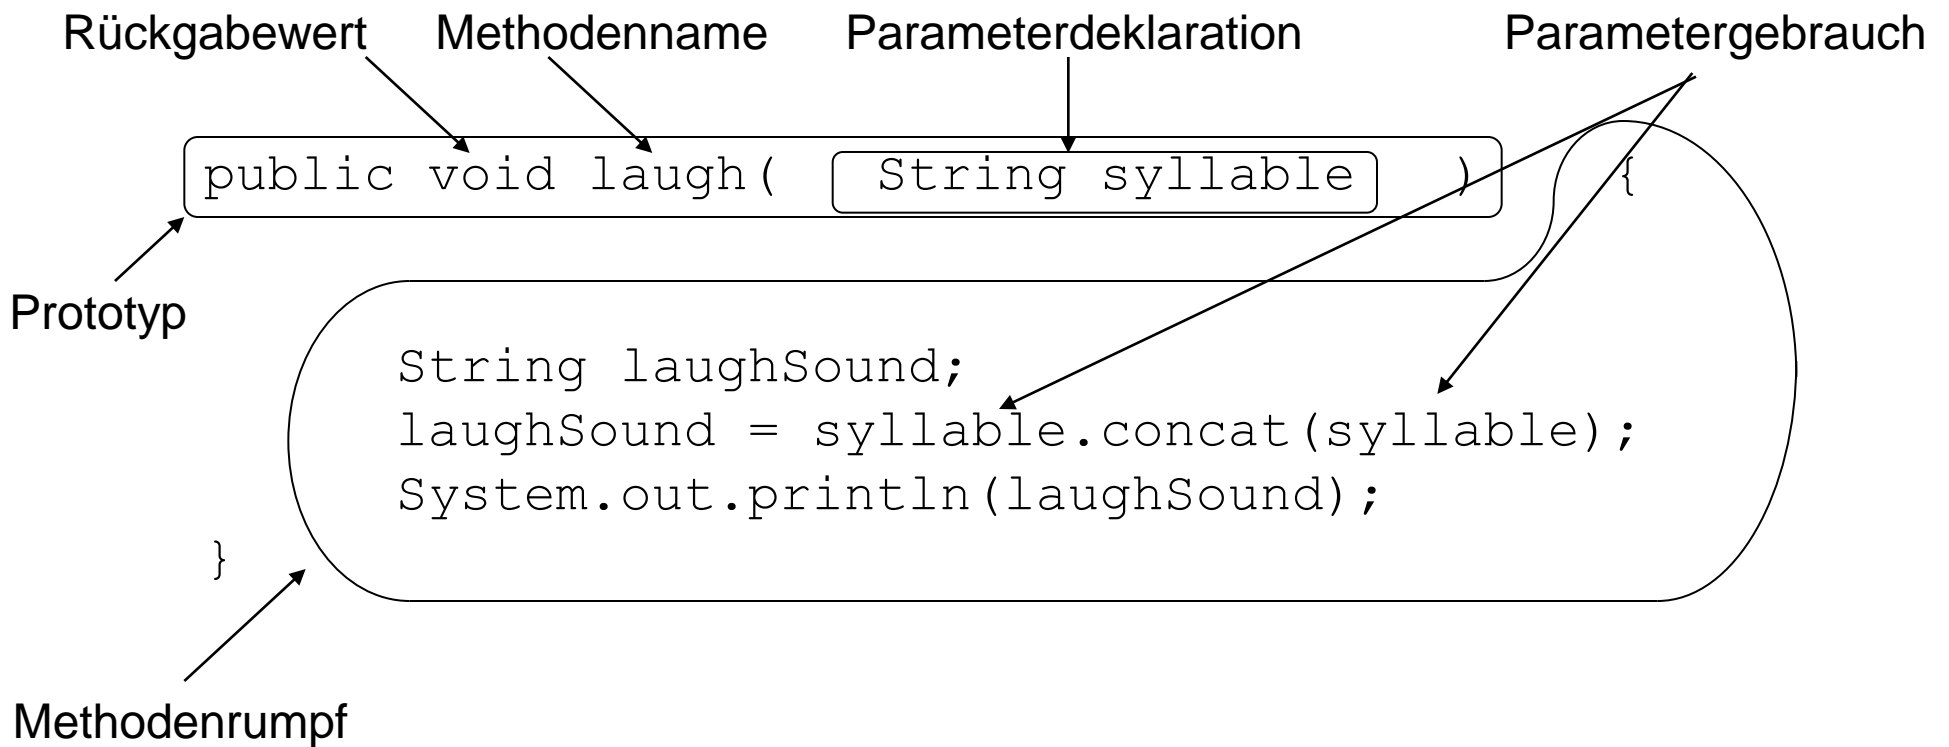 Rückgabewert Methodenname Parameterdeklaration Parametergebrauch
public void laugh( String syllable ) {
Prototyp
String laughSound;
laughSound = syllable.concat(syllable);
System.out.println(laughSound);
}
Methodenrumpf